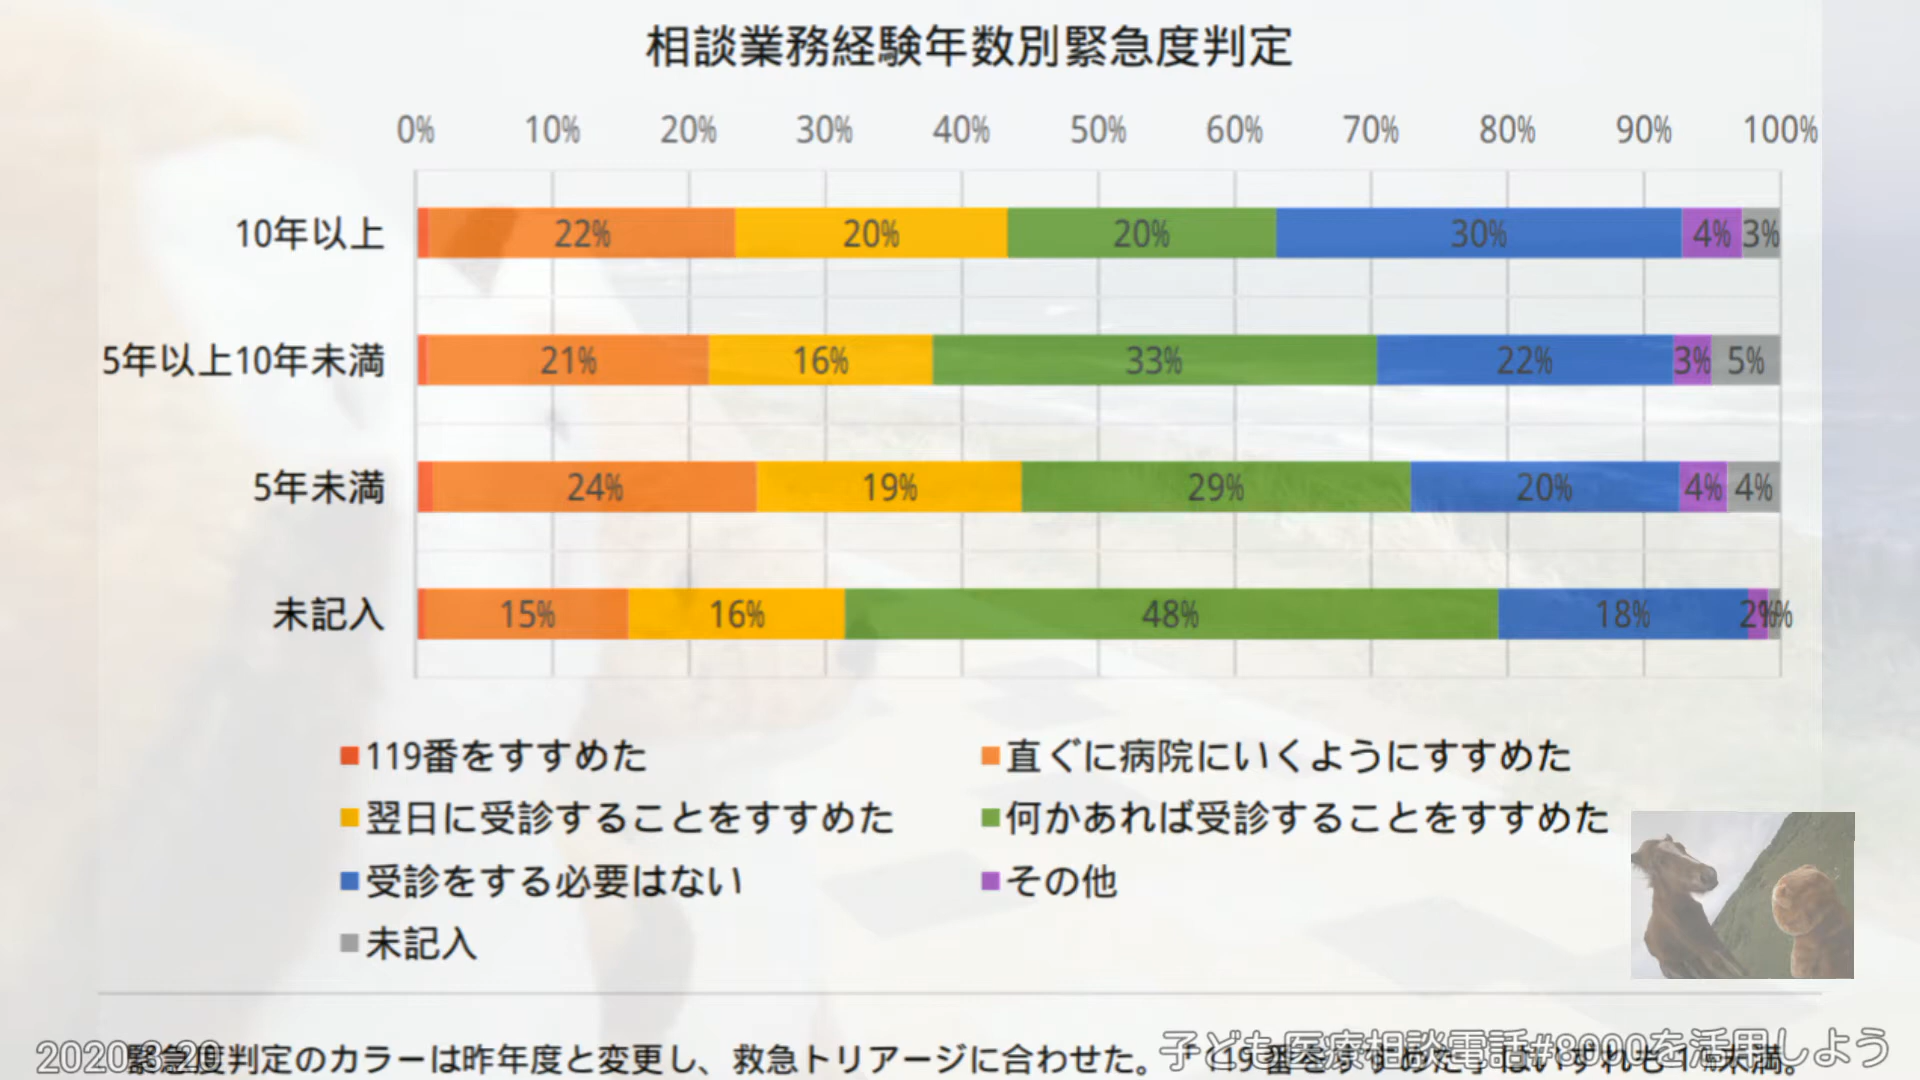 相談業務経験年数別緊急度判定
0% 10% 20% 30% 40% 50% 60% 70% 80% 90% 100%
10年以上 22% 20% 20% 30% 4% 3%
5年以上10年未満 21% 16% 33% 22% 3% 5%
5年未満 24% 19% 29% 20% 4% 4%
未記入 15% 16% 48% 18% 2%
119番をすすめた 直ぐに病院にいくようにすすめた
翌日に受診することをすすめた 何かあれば受診することをすすめた
受診をする必要はない その他
未記入
緊急度判定のカラーは昨年度と変更し、救急トリアージに合わせた。
子ども医療相談電話#8000を活用しよう